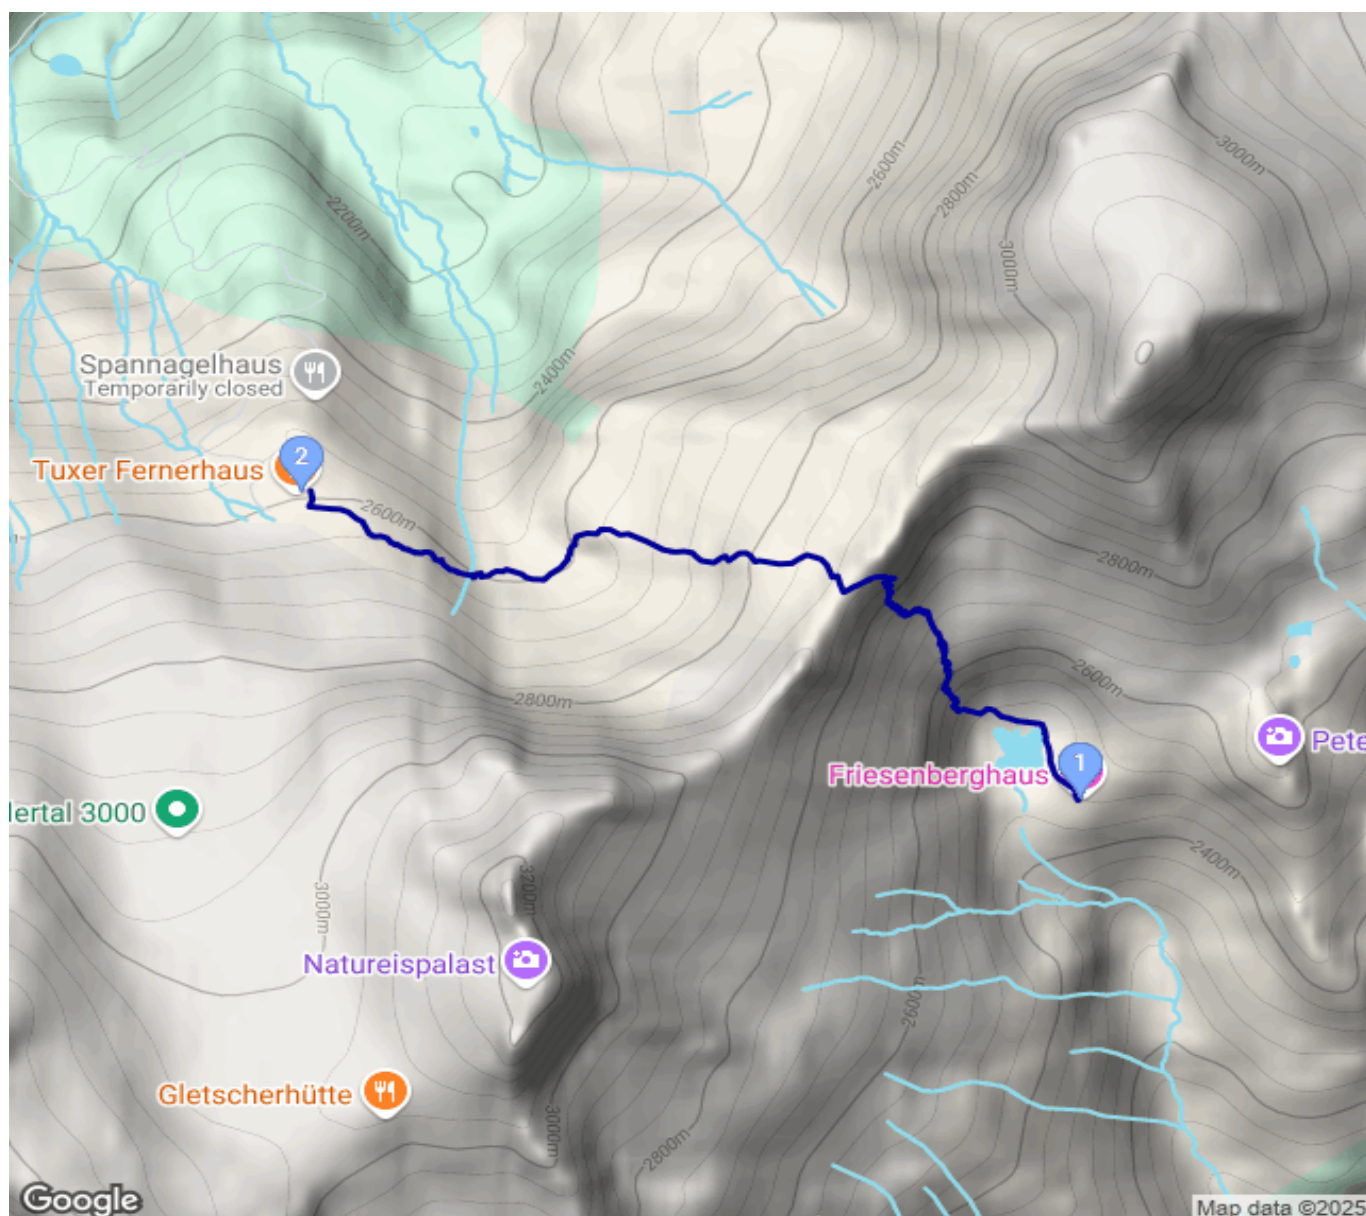 2600m
3000m
2800m
2200m
3000m
2400m
Spannagelhaus
Temporarily closed
2
Tuxer Fernerhaus
2600m
2800m
2600m
2800m
Pete
1
Friesenberghaus
lertal 3000
2400m
3000m
3200m
Natureispalast
2600m
Gletscherhütte
3000m
2800m
Google
Map data ©2025